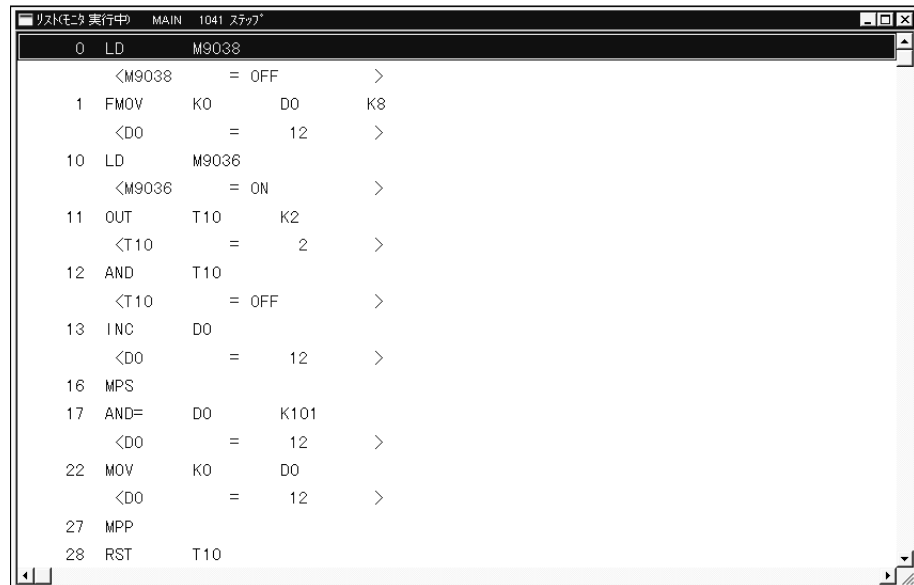 リスト(モニタ 実行中) MAIN 1041 ステップ
0 LD M9038
<M9038 = OFF >
1 FMOV K0 D0 K8
<D0 = 12 >
10 LD M9036
<M9036 = ON >
11 OUT T10 K2
<T10 = 2 >
12 AND T10
<T10 = OFF >
13 INC D0
<D0 = 12 >
16 MPS
17 AND= D0 K101
<D0 = 12 >
22 MOV K0 D0
<D0 = 12 >
27 MPP
28 RST T10